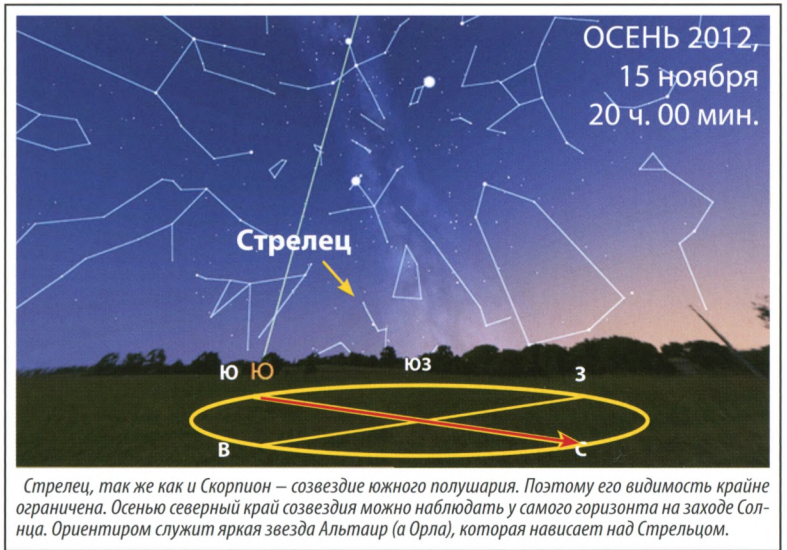 ОСЕНЬ 2012,
15 ноября
20 ч. 00 мин.
Стрелец
Ю Ю ЮЗ З
В С
Стрелец, так же как и Скорпион – созвездие южного полушария. Поэтому его видимость крайне
ограничена. Осенью северный край созвездия можно наблюдать у самого горизонта на заходе Сол-
нца. Ориентиром служит яркая звезда Альтаир (α Орла), которая нависает над Стрельцом.